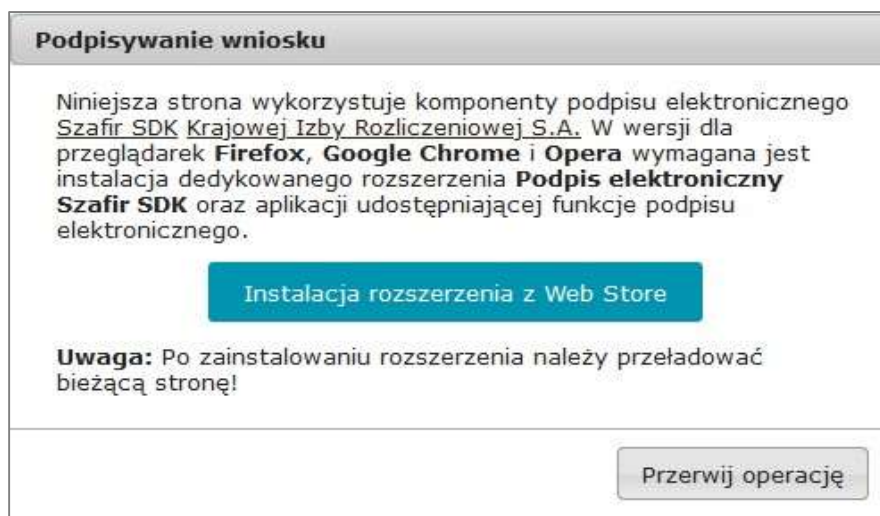 Podpisywanie wniosku
Niniejsza strona wykorzystuje komponenty podpisu elektronicznego
Szafir SDK Krajowej Izby Rozliczeniowej S.A. W wersji dla
przeglądarek Firefox, Google Chrome i Opera wymagana jest
instalacja dedykowanego rozszerzenia Podpis elektroniczny
Szafir SDK oraz aplikacji udostępniającej funkcje podpisu
elektronicznego.
Instalacja rozszerzenia z Web Store
Uwaga: Po zainstalowaniu rozszerzenia należy przeładować
bieżącą stronę!
Przerwij operację